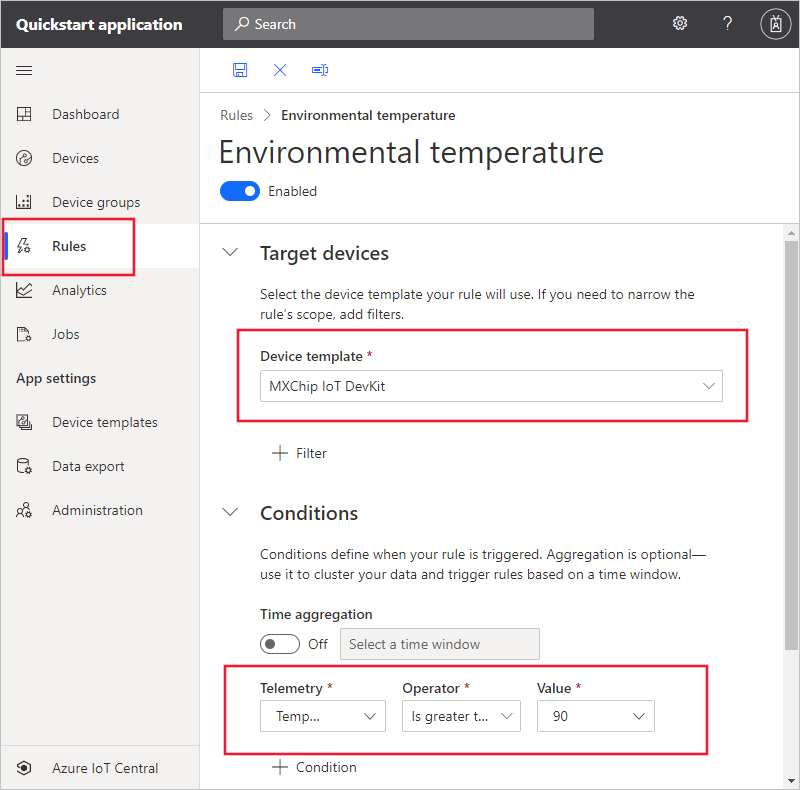 Quickstart application
Search
?
Dashboard
Devices
Device groups
Rules
Analytics
Jobs
App settings
Device templates
Data export
Administration
Azure IoT Central
Rules > Environmental temperature
Environmental temperature
Enabled
Target devices
Select the device template your rule will use. If you need to narrow the
rule’s scope, add filters.
Device template *
MXChip IoT DevKit
+ Filter
Conditions
Conditions define when your rule is triggered. Aggregation is optional—
use it to cluster your data and trigger rules based on a time window.
Time aggregation
Off Select a time window
Telemetry * Operator * Value *
Temp... Is greater t... 90
+ Condition